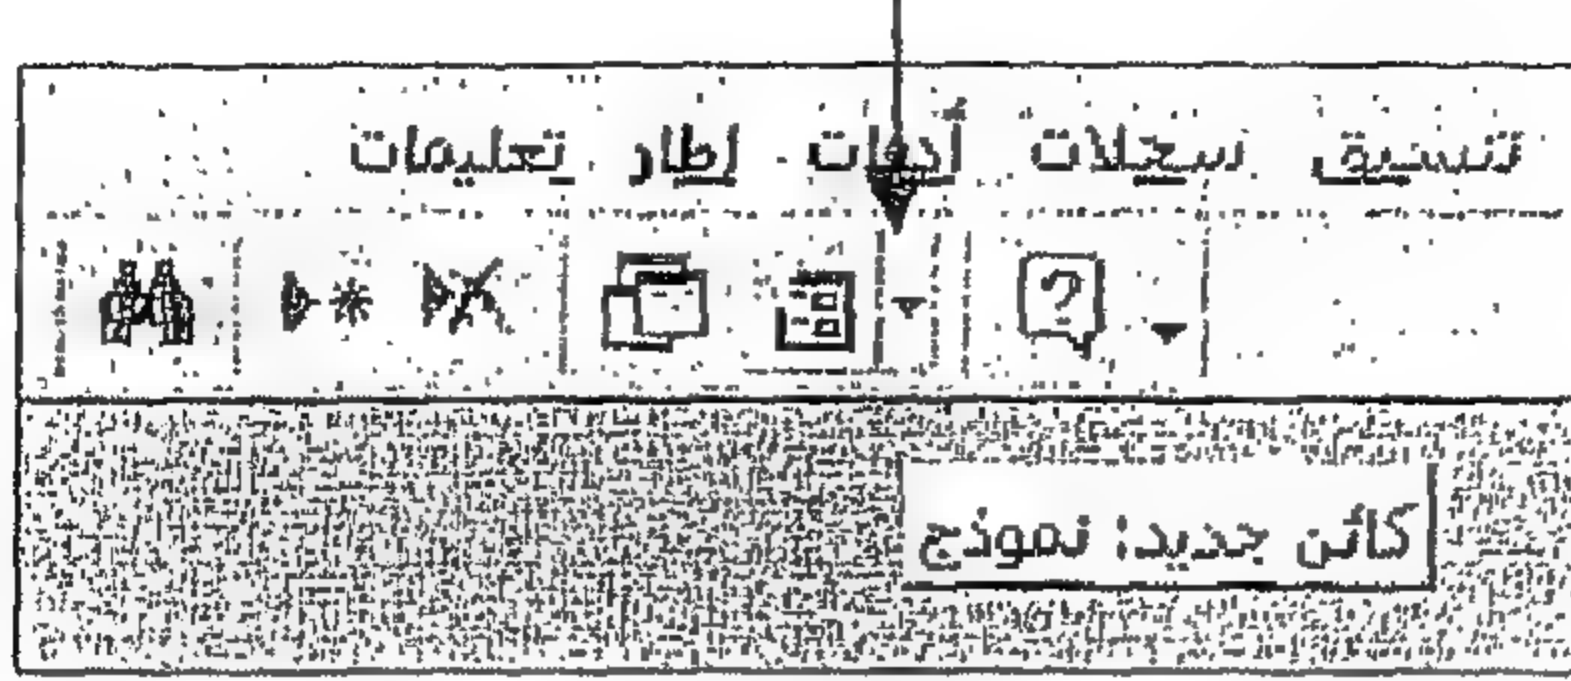 تنسيق سجلات أدوات إطار تعليمات
?
كائن جديد: نموذج